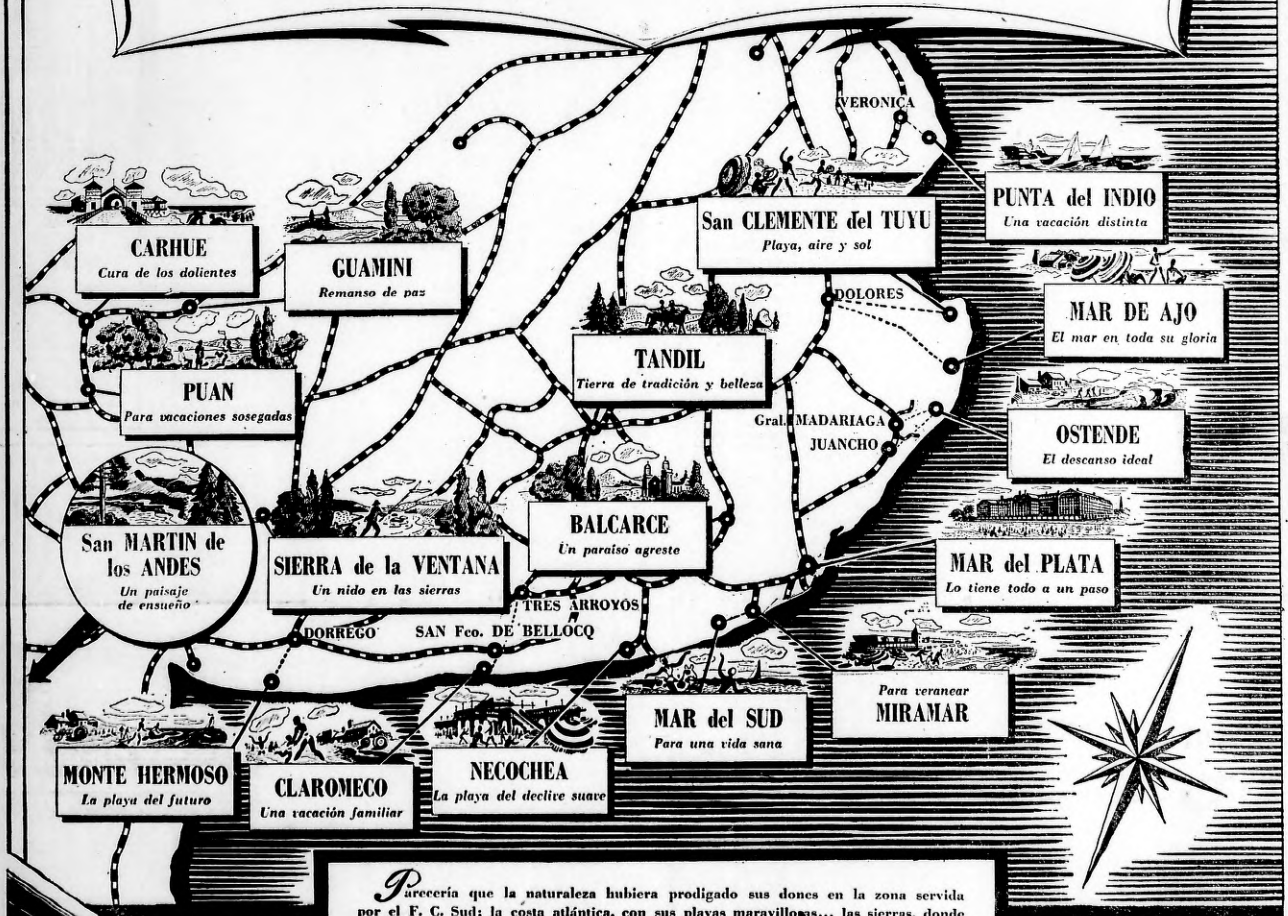 VERONICA
PUNTA del INDIO
Una vacación distinta
CARHUE
Cura de los dolientes
GUAMINI
Remanso de paz
San CLEMENTE del TUYU
Playa, aire y sol
DOLORES
MAR DE AJO
El mar en toda su gloria
TANDIL
Tierra de tradición y belleza
PUAN
Para vacaciones sosegadas
Gral. MADARIAGA
JUANCHO
OSTENDE
El descanso ideal
San MARTIN de
los ANDES
Un paisaje
de ensueño
SIERRA de la VENTANA
Un nido en las sierras
BALCARCE
Un paraíso agreste
MAR del PLATA
Lo tiene todo a un paso
TRES ARROYOS
DORREGO
SAN Fco. DE BELLOCQ
Para veranear
MIRAMAR
MAR del SUD
Para una vida sana
MONTE HERMOSO
La playa del futuro
CLAROMECO
Una vacación familiar
NECOCHEA
La playa del declive suave
Parecería que la naturaleza hubiera prodigado sus dones en la zona servida
por el F. C. Sud: la costa atlántica, con sus playas maravillosas... las sierras, donde